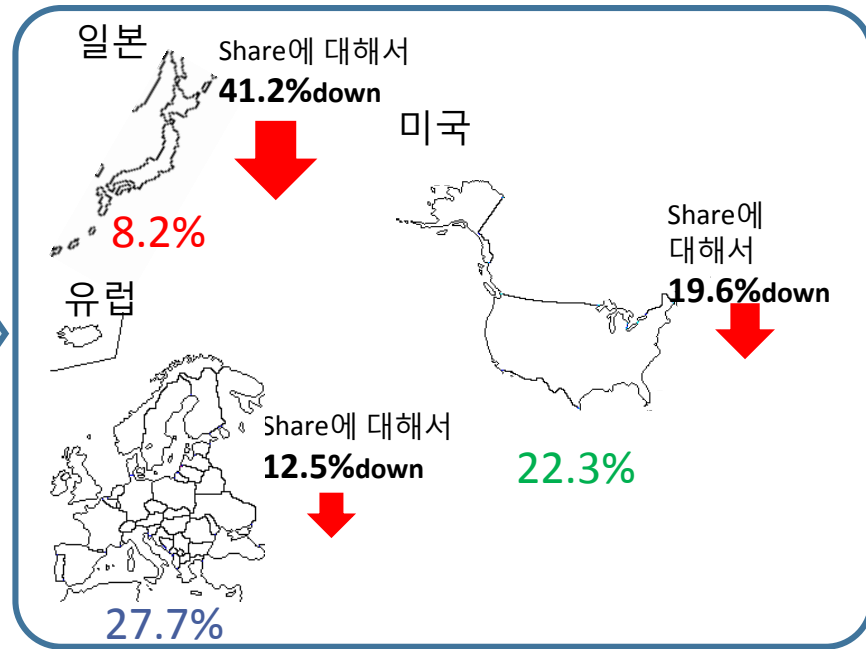 일본
Share에 대해서
41.2%down
8.2%
미국
Share에
대해서
19.6%down
22.3%
유럽
Share에 대해서
12.5%down
27.7%